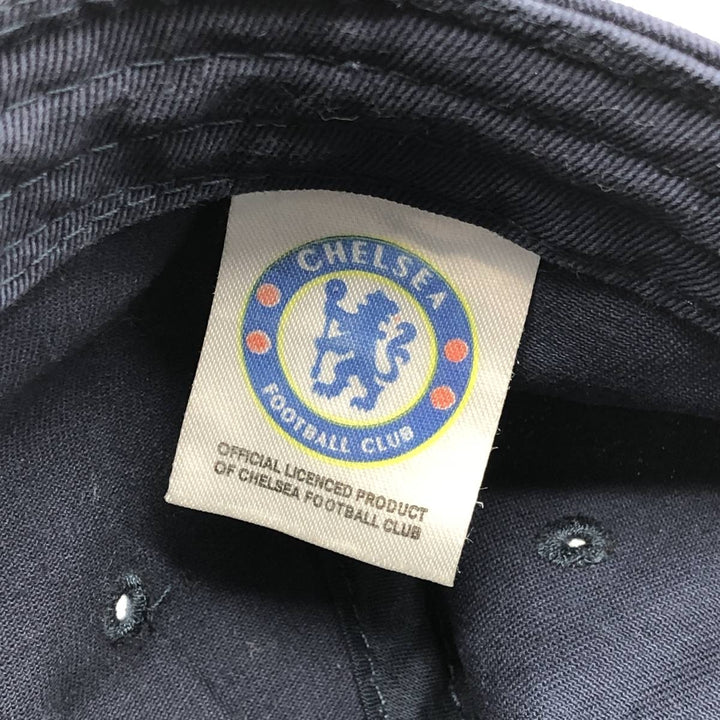 CHELSEA
FOOTBALL CLUB
OFFICIAL LICENCED PRODUCT
OF CHELSEA FOOTBALL CLUB